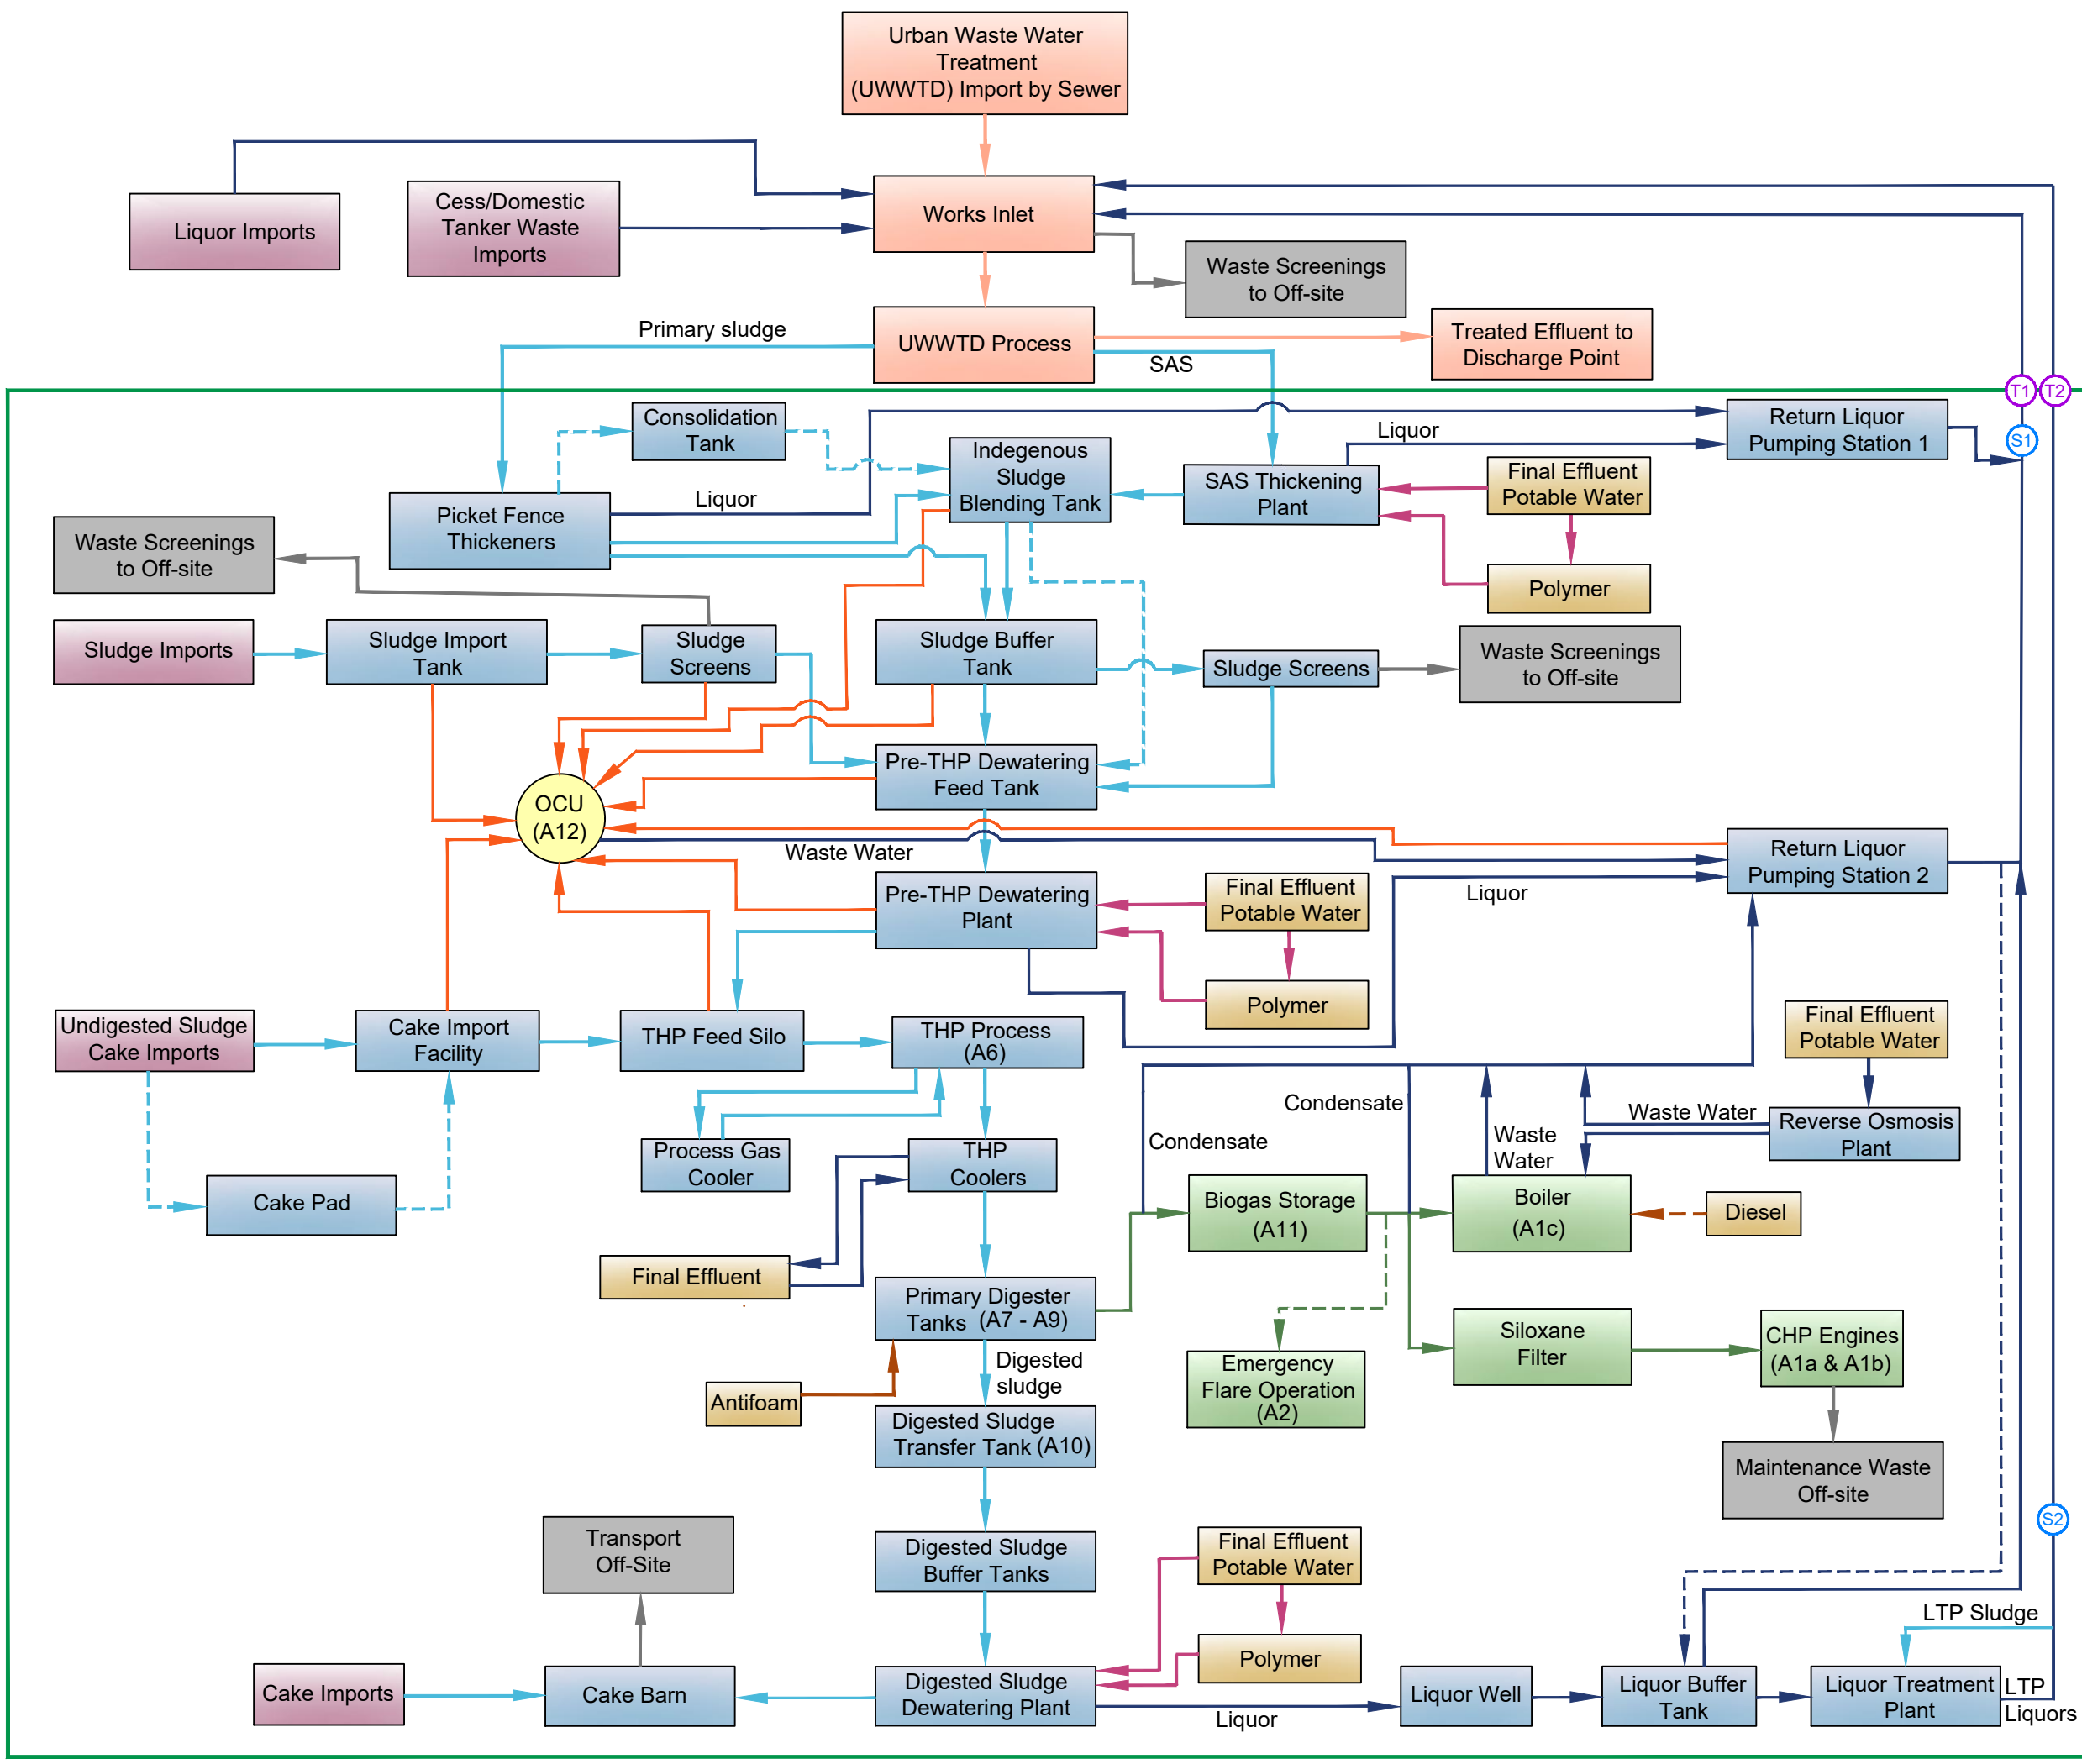 Urban Waste Water
Treatment
(UWWTD) Import by Sewer
Liquor Imports
Cess/Domestic
Tanker Waste
Imports
Works Inlet
Waste Screenings
to Off-site
Primary sludge
UWWTD Process
SAS
Treated Effluent to
Discharge Point
T1
T2
Consolidation
Tank
Indegenous
Sludge
Blending Tank
Liquor
Return Liquor
Pumping Station 1
S1
Picket Fence
Thickeners
Liquor
SAS Thickening
Plant
Final Effluent
Potable Water
Polymer
Waste Screenings
to Off-site
Sludge Imports
Sludge Import
Tank
Sludge
Screens
Sludge Buffer
Tank
Sludge Screens
Waste Screenings
to Off-site
Pre-THP Dewatering
Feed Tank
OCU
(A12)
Waste Water
Return Liquor
Pumping Station 2
Liquor
Pre-THP Dewatering
Plant
Final Effluent
Potable Water
Polymer
Undigested Sludge
Cake Imports
Cake Import
Facility
THP Feed Silo
THP Process
(A6)
Final Effluent
Potable Water
Condensate
Condensate
Waste Water
Reverse Osmosis
Plant
Waste
Water
Process Gas
Cooler
THP
Coolers
Cake Pad
Biogas Storage
(A11)
Boiler
(A1c)
Diesel
Final Effluent
Primary Digester
Tanks (A7 - A9)
Siloxane
Filter
CHP Engines
(A1a & A1b)
Emergency
Flare Operation
(A2)
Digested
sludge
Antifoam
Digested Sludge
Transfer Tank (A10)
Maintenance Waste
Off-site
S2
Transport
Off-Site
Digested Sludge
Buffer Tanks
Final Effluent
Potable Water
Polymer
LTP Sludge
Cake Imports
Cake Barn
Digested Sludge
Dewatering Plant
Liquor
Liquor Well
Liquor Buffer
Tank
Liquor Treatment
Plant
LTP
Liquors